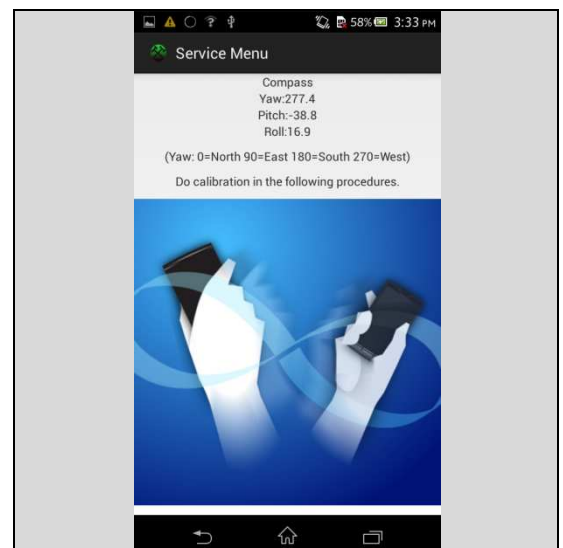 58% 3:33 PM
Service Menu
Compass
Yaw:277.4
Pitch:-38.8
Roll:16.9
(Yaw: 0=North 90=East 180=South 270=West)
Do calibration in the following procedures.